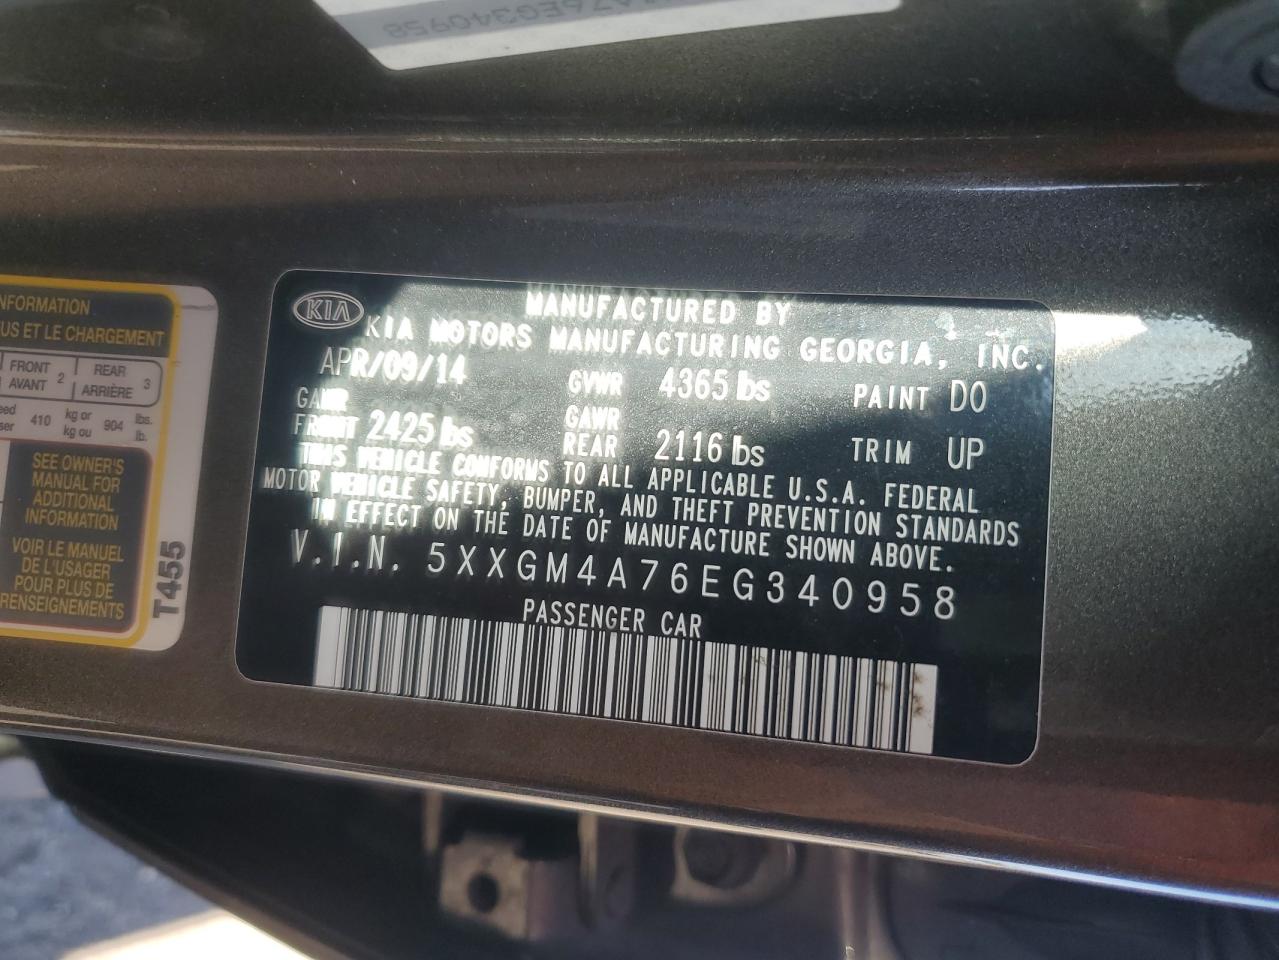 A76EG340928
NFORMATION
US ET LE CHARGEMENT
FRONT
AVANT 2
REAR
ARRIÈRE 3
410 kg or
kg ou 904 lbs.
lb.
SEE OWNER'S
MANUAL FOR
ADDITIONAL
INFORMATION
VOIR LE MANUEL
DE L'USAGER
POUR PLUS DE
RENSEIGNEMENTS
T455
KIA
MANUFACTURED BY
KIA MOTORS MANUFACTURING GEORGIA, INC.
APR/09/14 GVWR 4365 lbs PAINT D0
GAWR
FRONT 2425 lbs GAWR
REAR 2116 lbs TRIM UP
THIS VEHICLE CONFORMS TO ALL APPLICABLE U.S.A. FEDERAL
MOTOR VEHICLE SAFETY, BUMPER, AND THEFT PREVENTION STANDARDS
IN EFFECT ON THE DATE OF MANUFACTURE SHOWN ABOVE.
V.I.N. 5XXGM4A76EG340958
PASSENGER CAR